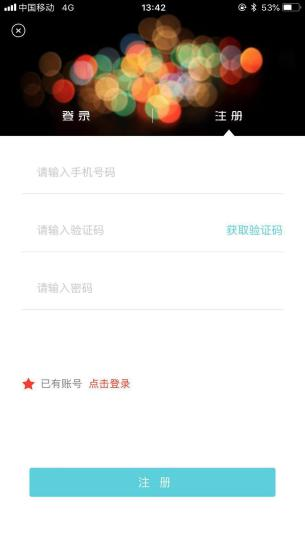 中国移动 4G 13:42 53%
登录 注册
请输入手机号码
请输入验证码 获取验证码
请输入密码
已有账号 点击登录
注 册